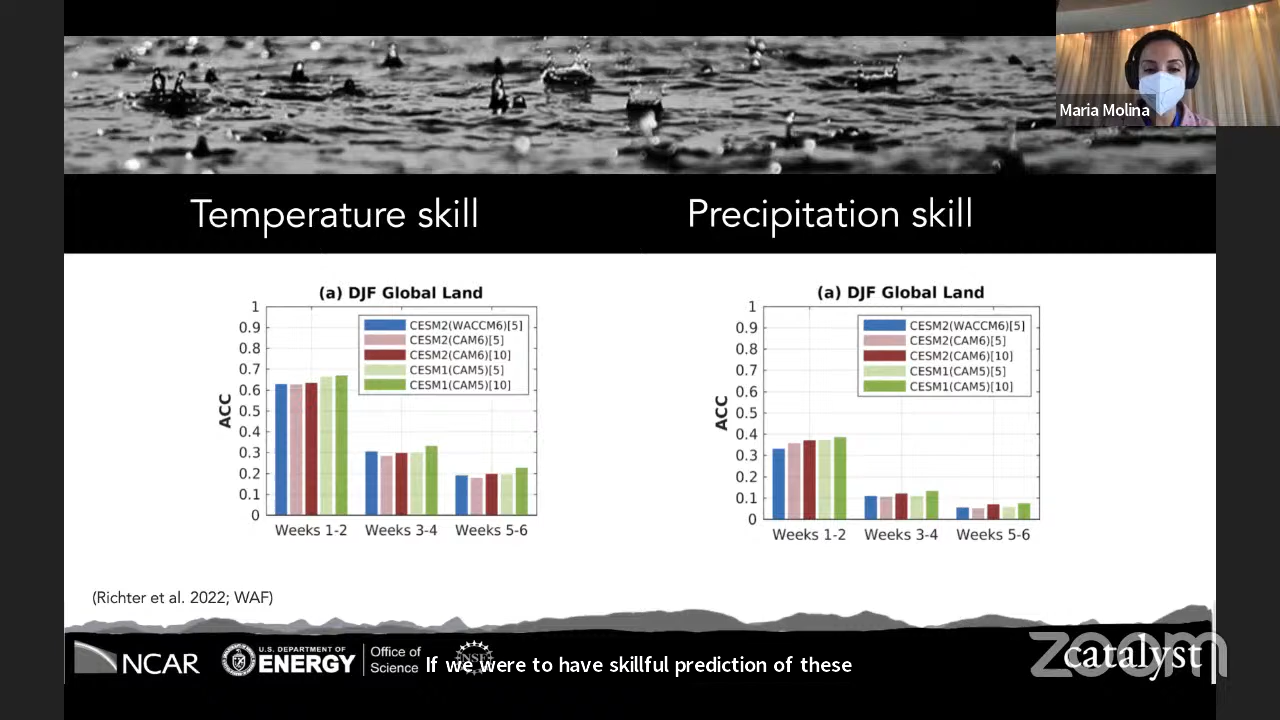 Maria Molina
Temperature skill
Precipitation skill
(a) DJF Global Land
1
0.9
0.8
0.7
0.6
0.5
0.4
0.3
0.2
0.1
0
ACC
CESM2(WACCM6)[5]
CESM2(CAM6)[5]
CESM2(CAM6)[10]
CESM1(CAM5)[5]
CESM1(CAM5)[10]
Weeks 1-2 Weeks 3-4 Weeks 5-6
(a) DJF Global Land
1
0.9
0.8
0.7
0.6
0.5
0.4
0.3
0.2
0.1
0
ACC
CESM2(WACCM6)[5]
CESM2(CAM6)[5]
CESM2(CAM6)[10]
CESM1(CAM5)[5]
CESM1(CAM5)[10]
Weeks 1-2 Weeks 3-4 Weeks 5-6
(Richter et al. 2022; WAF)
NCAR
U.S. DEPARTMENT OF
ENERGY
Office of
Science
NSF
If we were to have skillful prediction of these
catalyst
zoom